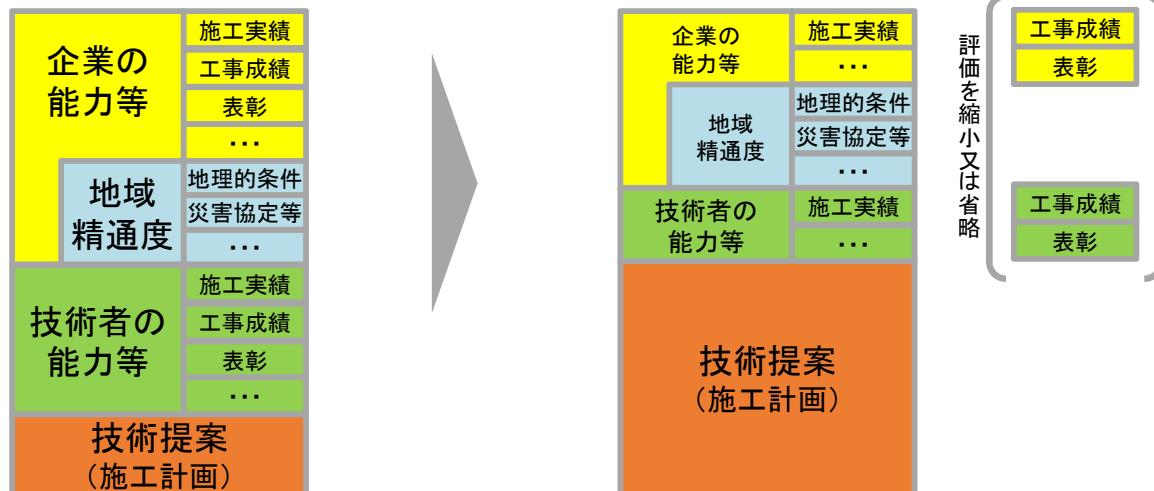 企業の
能力等
施工実績
工事成績
表彰
･･･
地域
精通度
地理的条件
災害協定等
･･･
技術者の
能力等
施工実績
工事成績
表彰
･･･
技術提案
（施工計画）
企業の
能力等
施工実績
･･･
地域
精通度
地理的条件
災害協定等
･･･
技術者の
能力等
施工実績
･･･
技術提案
（施工計画）
評価を縮小又は省略
工事成績
表彰
工事成績
表彰